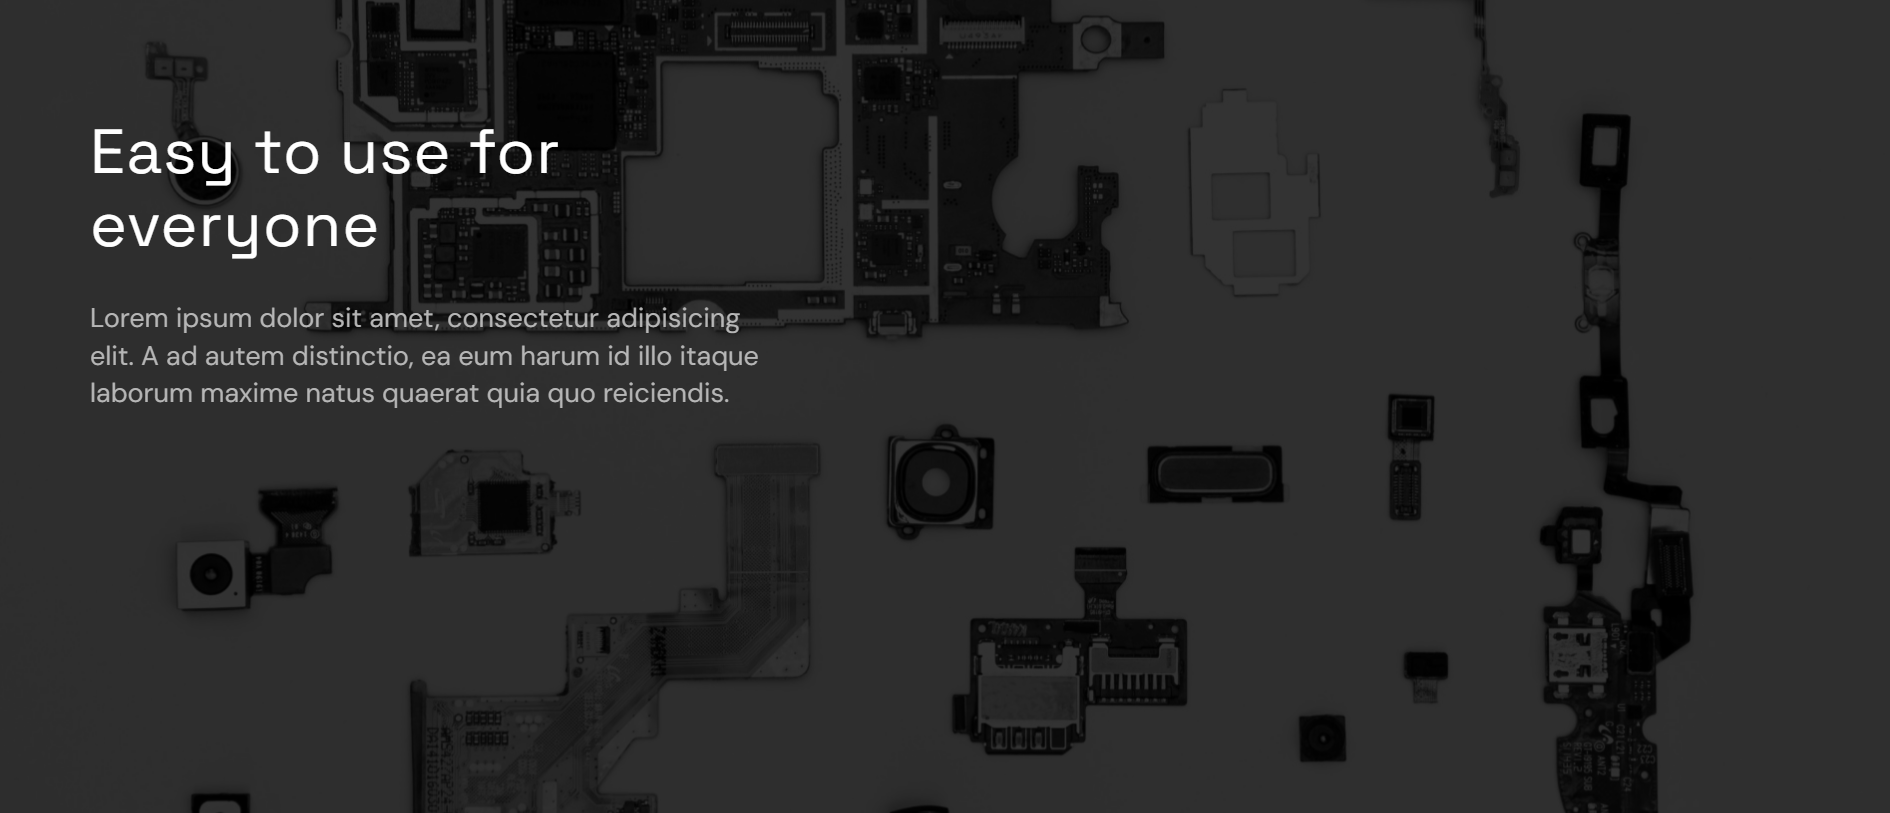 Easy to use for
everyone
Lorem ipsum dolor sit amet, consectetur adipisicing
elit. A ad autem distinctio, ea eum harum id illo itaque
laborum maxime natus quaerat quia quo reiciendis.